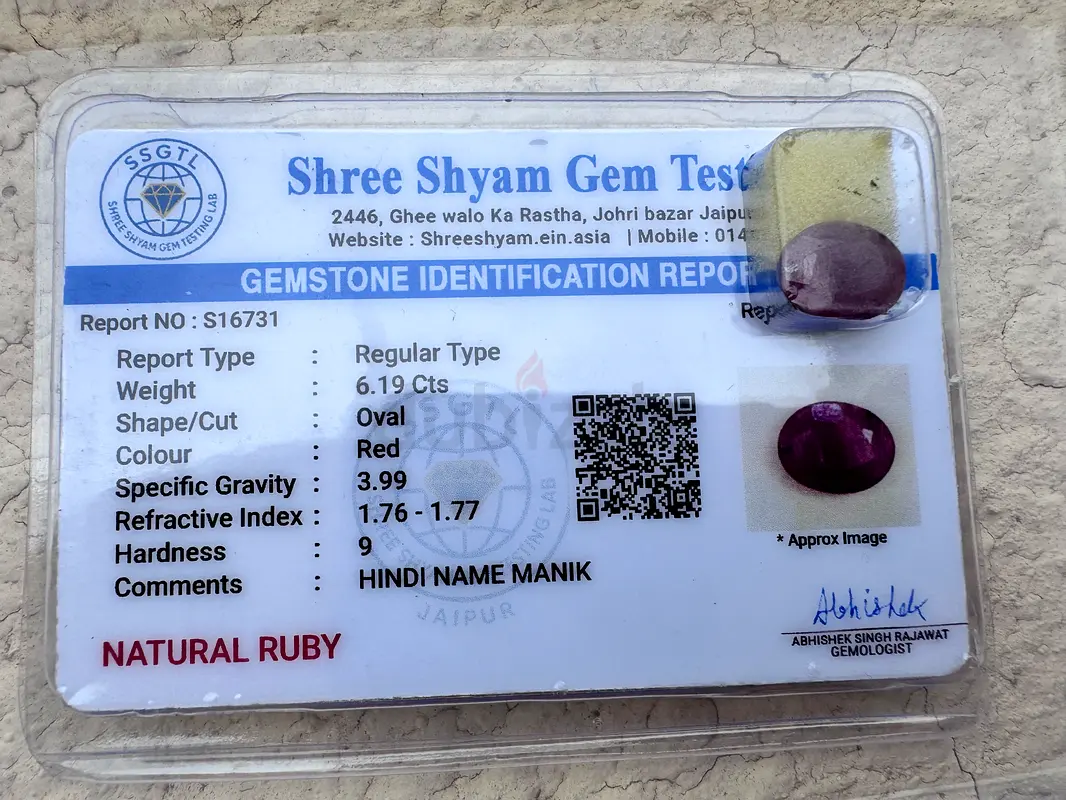 SSGTL
SHREE SHYAM GEM TESTING LAB
Shree Shyam Gem Test
2446, Ghee walo Ka Rastha, Johri bazar Jaipur
Website : Shreeshyam.ein.asia | Mobile : 014
GEMSTONE IDENTIFICATION REPOR
Report NO : S16731
Report Type : Regular Type
Weight : 6.19 Cts
Shape/Cut : Oval
Colour : Red
Specific Gravity : 3.99
Refractive Index : 1.76 - 1.77
Hardness : 9
Comments : HINDI NAME MANIK
JAIPUR
* Approx Image
NATURAL RUBY
Abhishek
ABHISHEK SINGH RAJAWAT
GEMOLOGIST